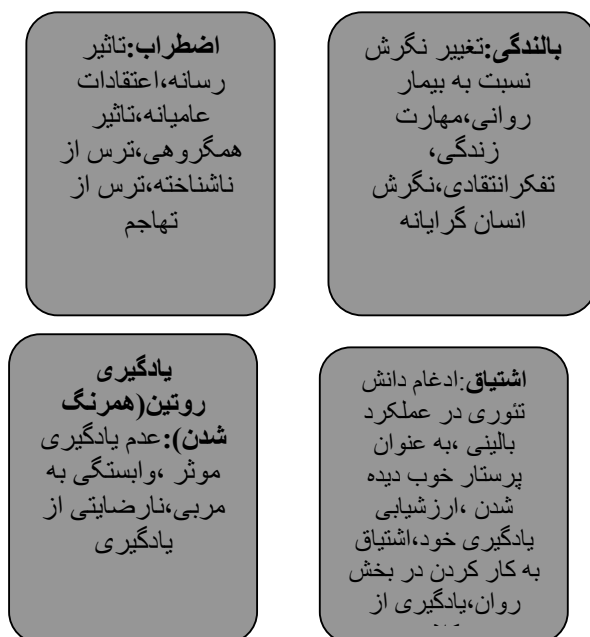 بالندگی:تغییر نگرش
نسبت به بیمار
روانی،مهارت
زندگی،
تفکرانتقادی،نگرش
انسان گرایانه
اضطراب:تاثیر
رسانه،اعتقادات
عامیانه،تاثیر
همگروهی،ترس از
ناشناخته،ترس از
تهاجم
اشتیاق:ادغام دانش
تئوری در عملکرد
بالینی ،به عنوان
پرستار خوب دیده
شدن ،ارزشیابی
یادگیری خود،اشتیاق
به کار کردن در بخش
روان،یادگیری از
یادگیری
روتین(همرنگ
شدن):عدم یادگیری
موثر ،وابستگی به
مربی،نارضایتی از
یادگیری